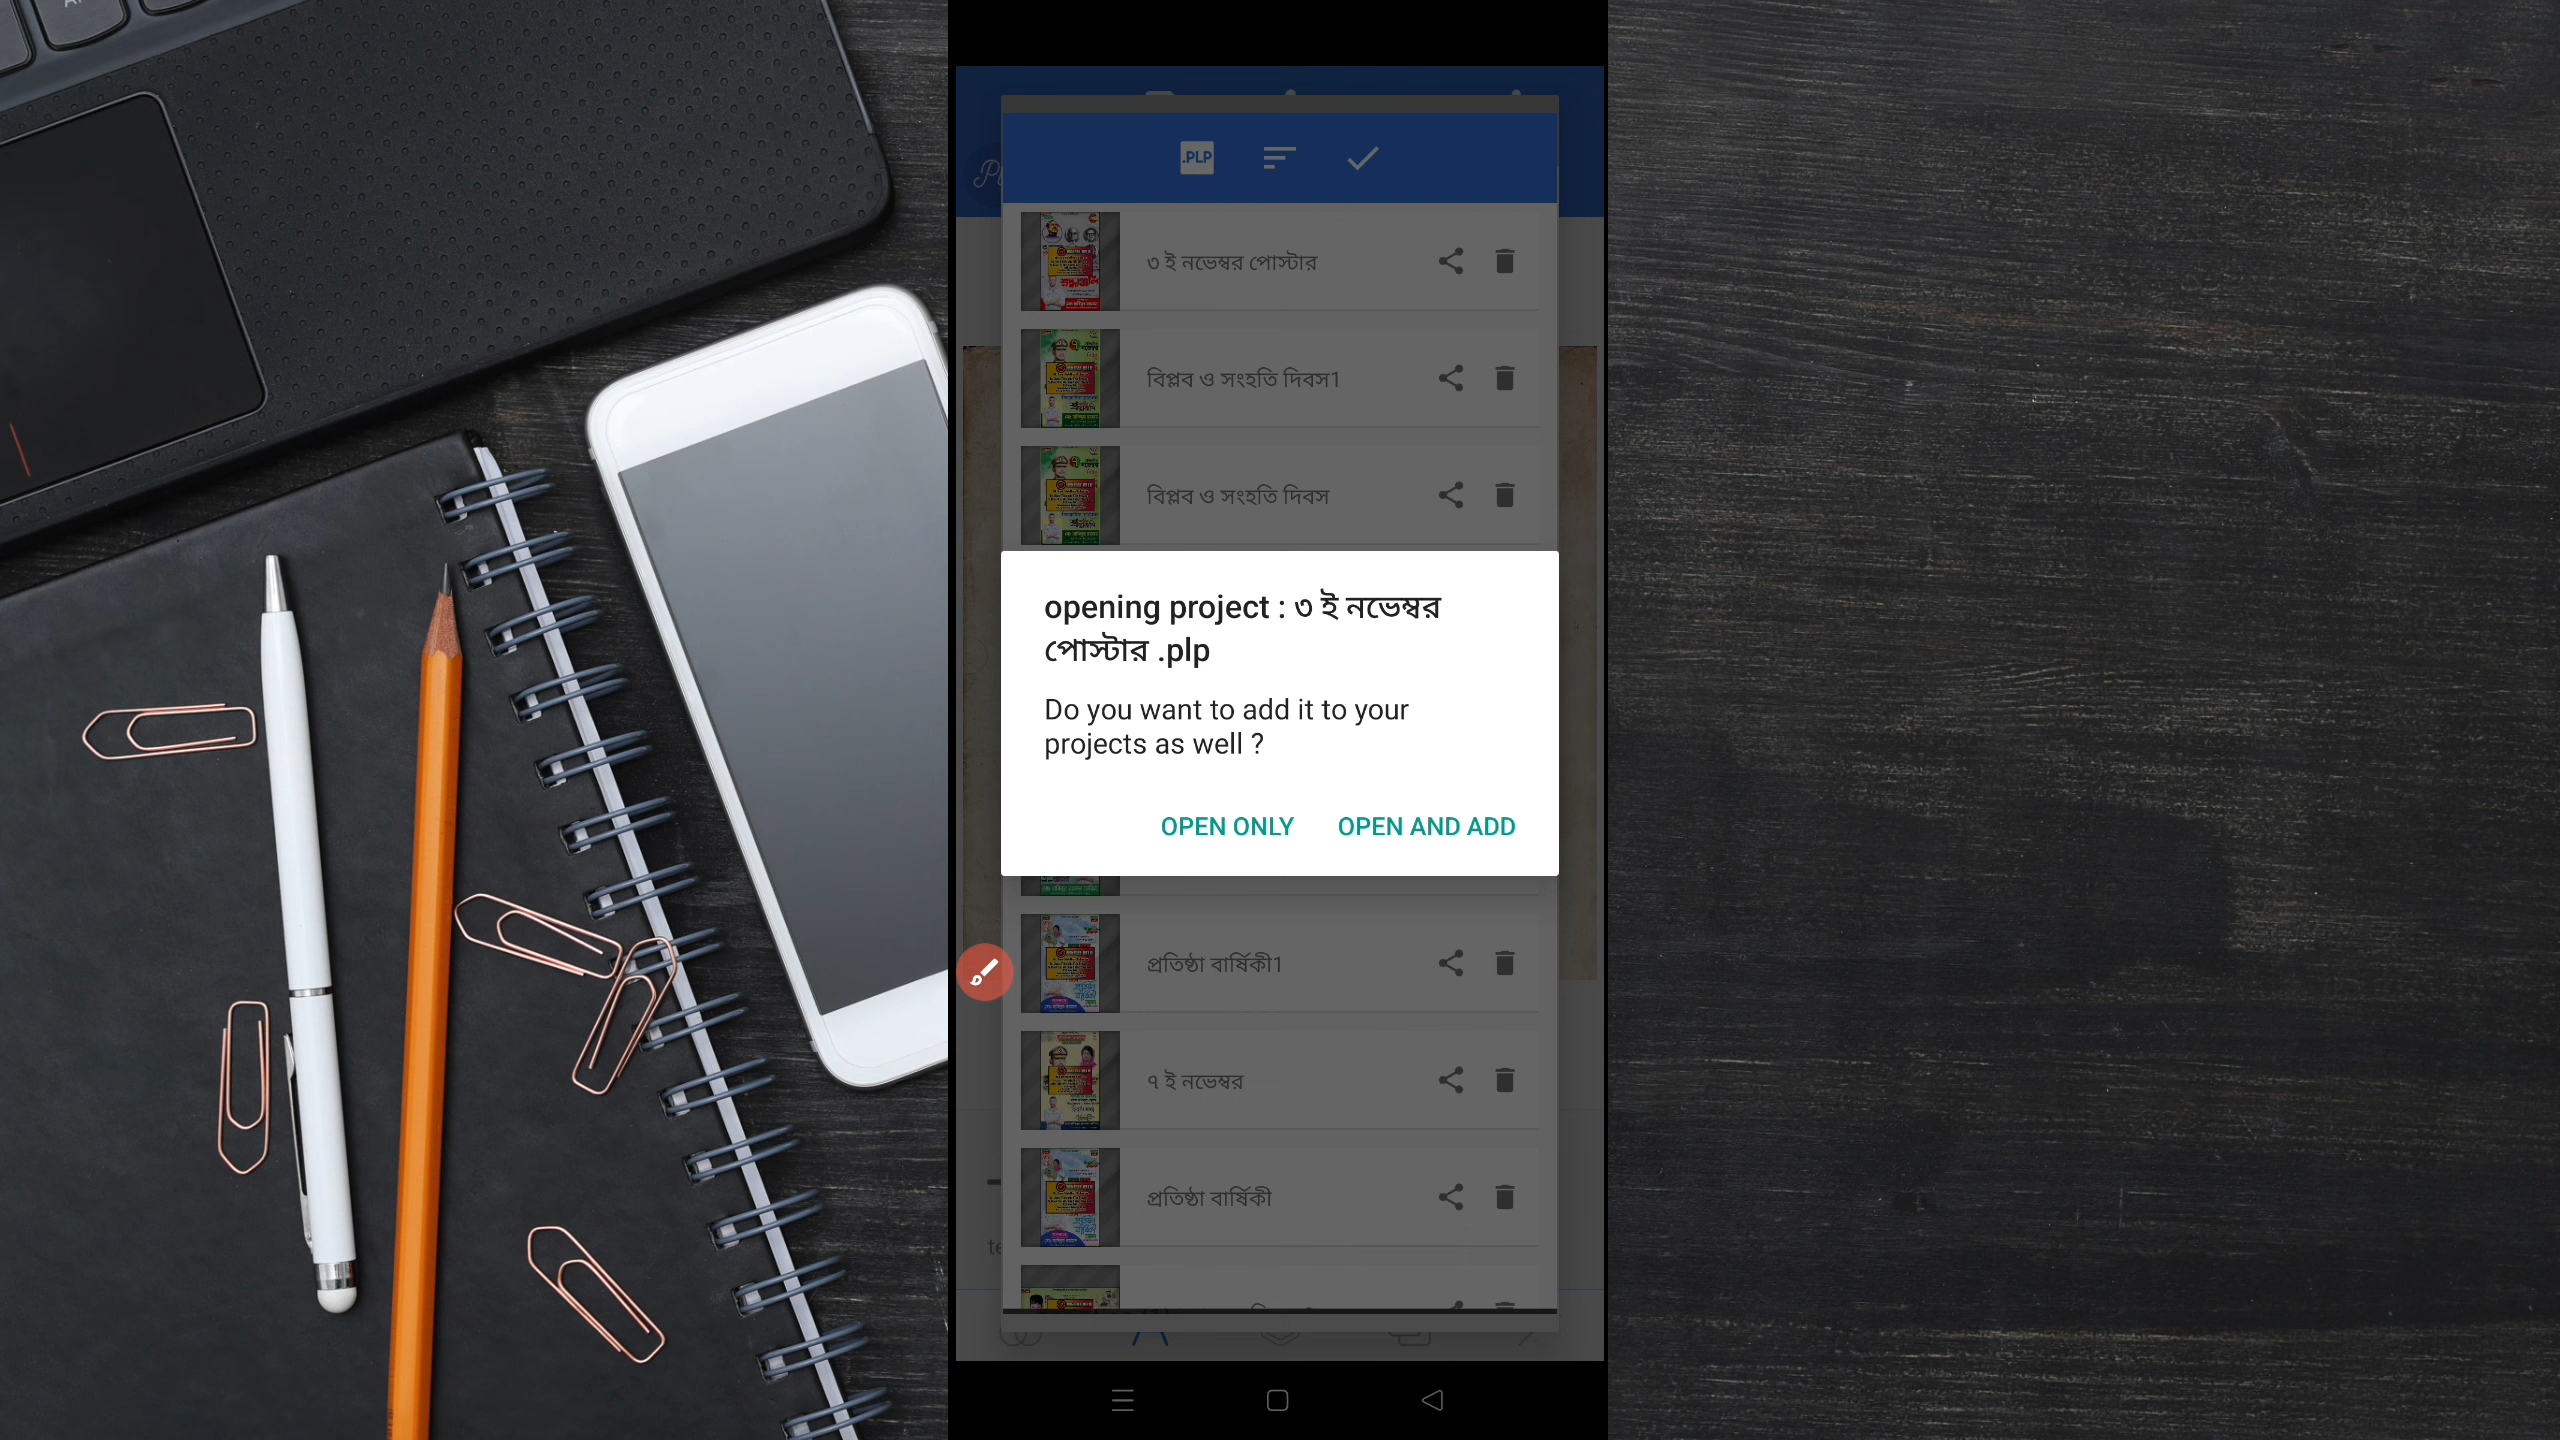 .PLP
৩ ই নভেম্বর পোস্টার
বিপ্লব ও সংহতি দিবস1
বিপ্লব ও সংহতি দিবস
opening project : ৩ ই নভেম্বর
পোস্টার .plp
Do you want to add it to your
projects as well ?
OPEN ONLY OPEN AND ADD
প্রতিষ্ঠা বার্ষিকী1
৭ ই নভেম্বর
প্রতিষ্ঠা বার্ষিকী